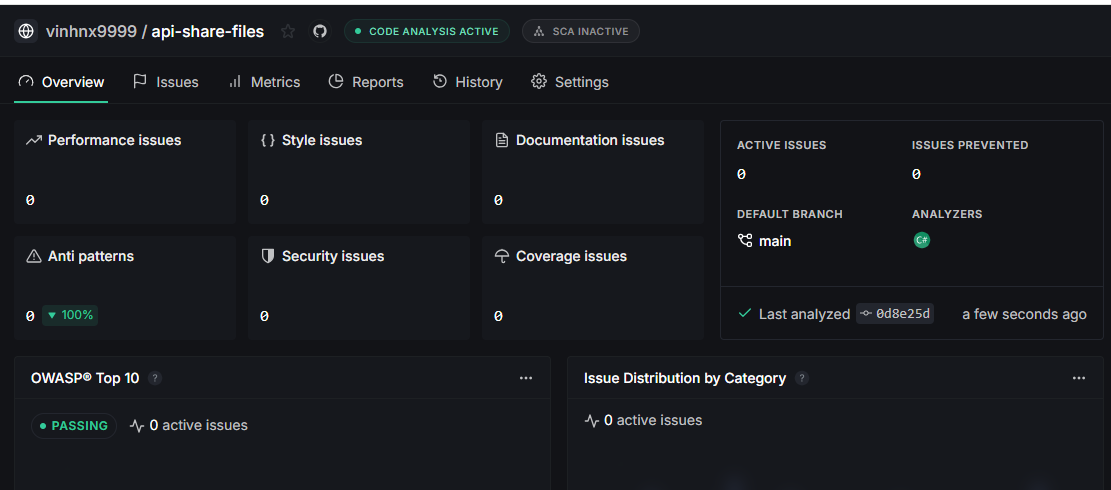 vinhnx9999 / api-share-files CODE ANALYSIS ACTIVE SCA INACTIVE
Overview Issues Metrics Reports History Settings
Performance issues
0
Style issues
0
Documentation issues
0
Anti patterns
0 ▼ 100%
Security issues
0
Coverage issues
0
ACTIVE ISSUES
0
ISSUES PREVENTED
0
DEFAULT BRANCH
main
ANALYZERS
C#
Last analyzed 0d8e25d a few seconds ago
OWASP® Top 10 ? ...
PASSING 0 active issues
Issue Distribution by Category ? ...
0 active issues